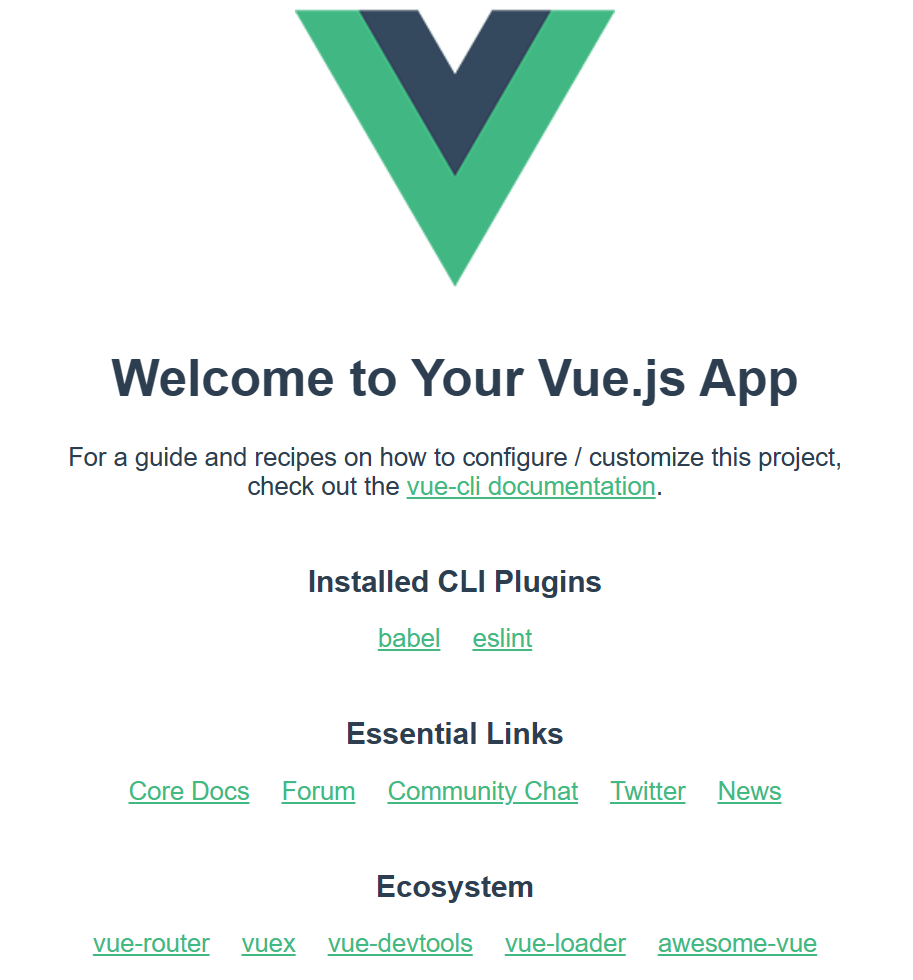 Welcome to Your Vue.js App
For a guide and recipes on how to configure / customize this project,
check out the vue-cli documentation.
Installed CLI Plugins
babel eslint
Essential Links
Core Docs Forum Community Chat Twitter News
Ecosystem
vue-router vuex vue-devtools vue-loader awesome-vue